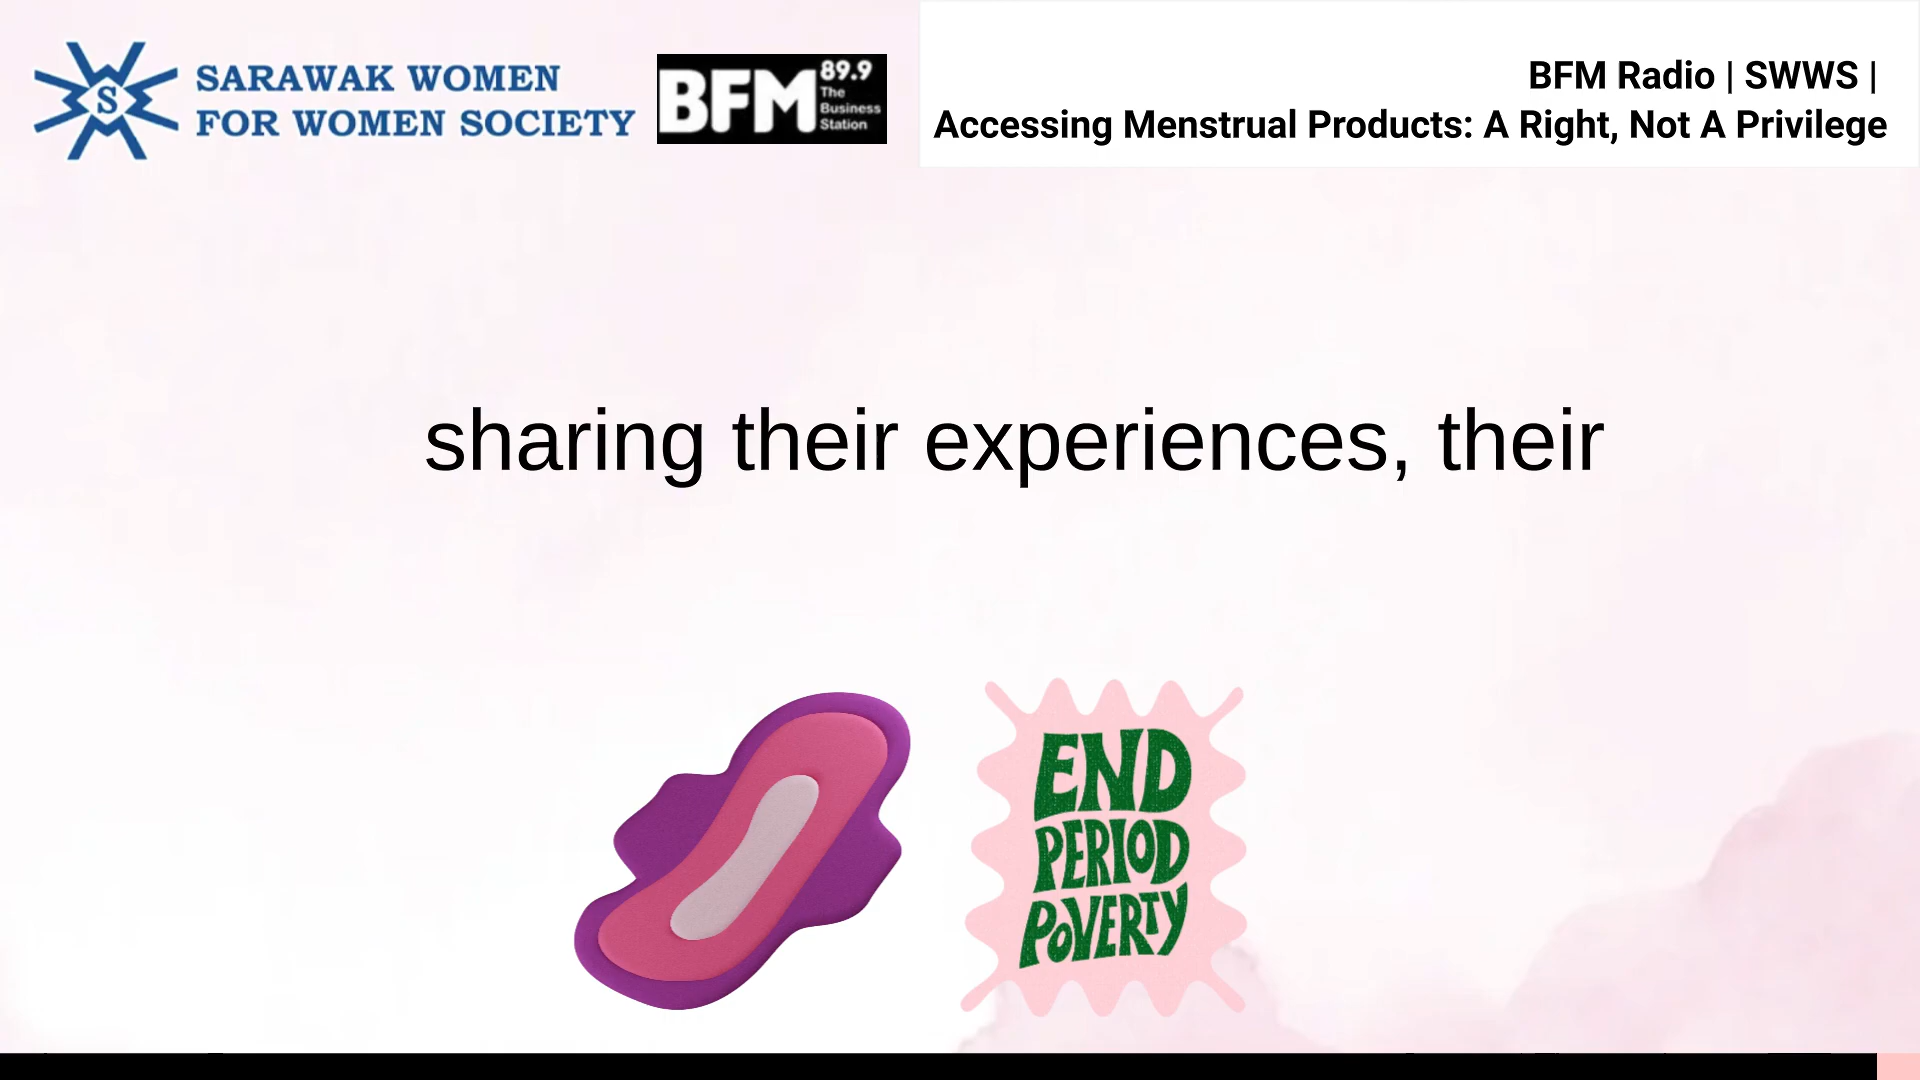 SARAWAK WOMEN
FOR WOMEN SOCIETY
S
BFM
89.9
The
Business
Station
BFM Radio | SWWS |
Accessing Menstrual Products: A Right, Not A Privilege
sharing their experiences, their
END
PERIOD
POVERTY